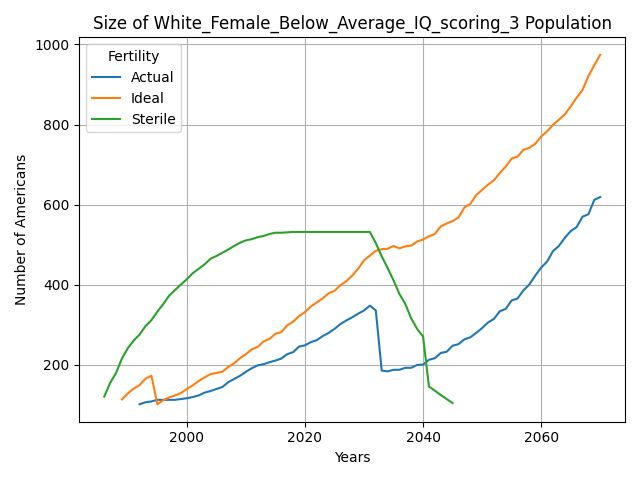 Size of White_Female_Below_Average_IQ_scoring_3 Population
Number of Americans
1000
800
600
400
200
Fertility
Actual
Ideal
Sterile
2000
2020
2040
2060
Years